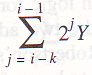 i − 1
∑ 2^j Y
j = i − k